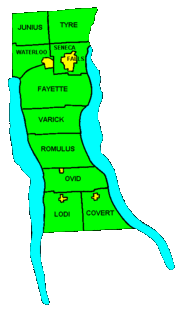 JUNIUS
TYRE
WATERLOO
SENECA
FALLS
FAYETTE
VARICK
ROMULUS
OVID
LODI
COVERT